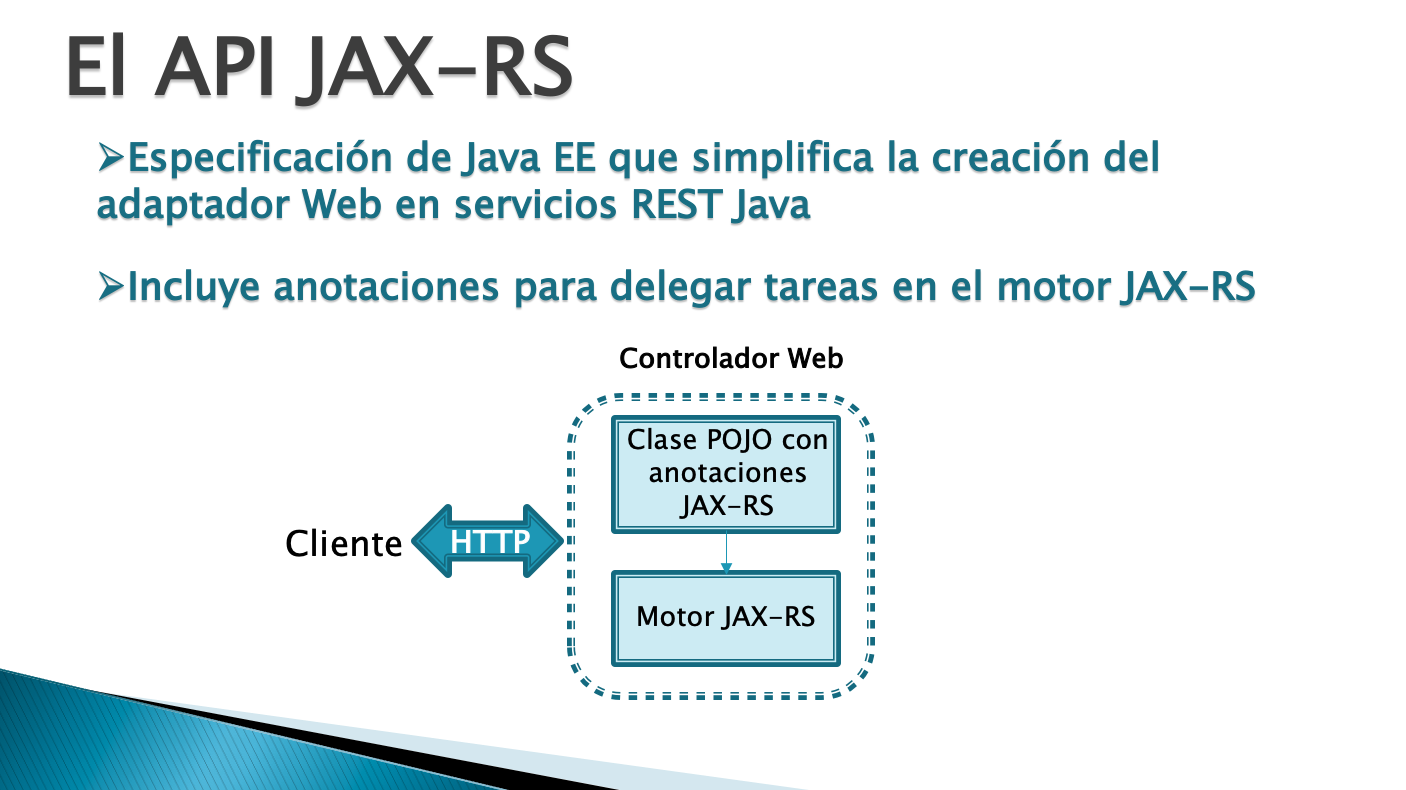 El API JAX-RS
➢Especificación de Java EE que simplifica la creación del
adaptador Web en servicios REST Java
➢Incluye anotaciones para delegar tareas en el motor JAX-RS
Controlador Web
Clase POJO con
anotaciones
JAX-RS
Cliente
HTTP
Motor JAX-RS